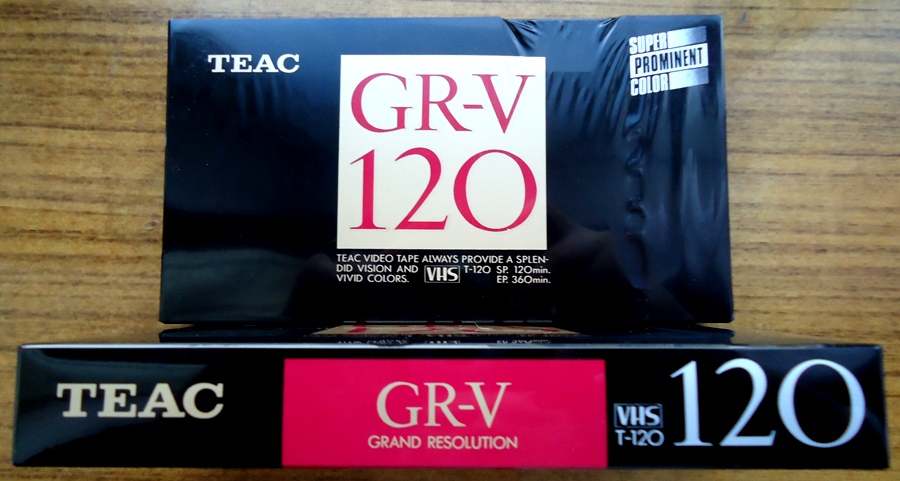 TEAC
SUPER
PROMINENT
COLOR
GR-V
120
TEAC VIDEO TAPE ALWAYS PROVIDE A SPLEN-
DID VISION AND VHS T-120 SP. 120min.
VIVID COLORS. EP. 360min.
TEAC
GR-V
GRAND RESOLUTION
VHS
T-120
120